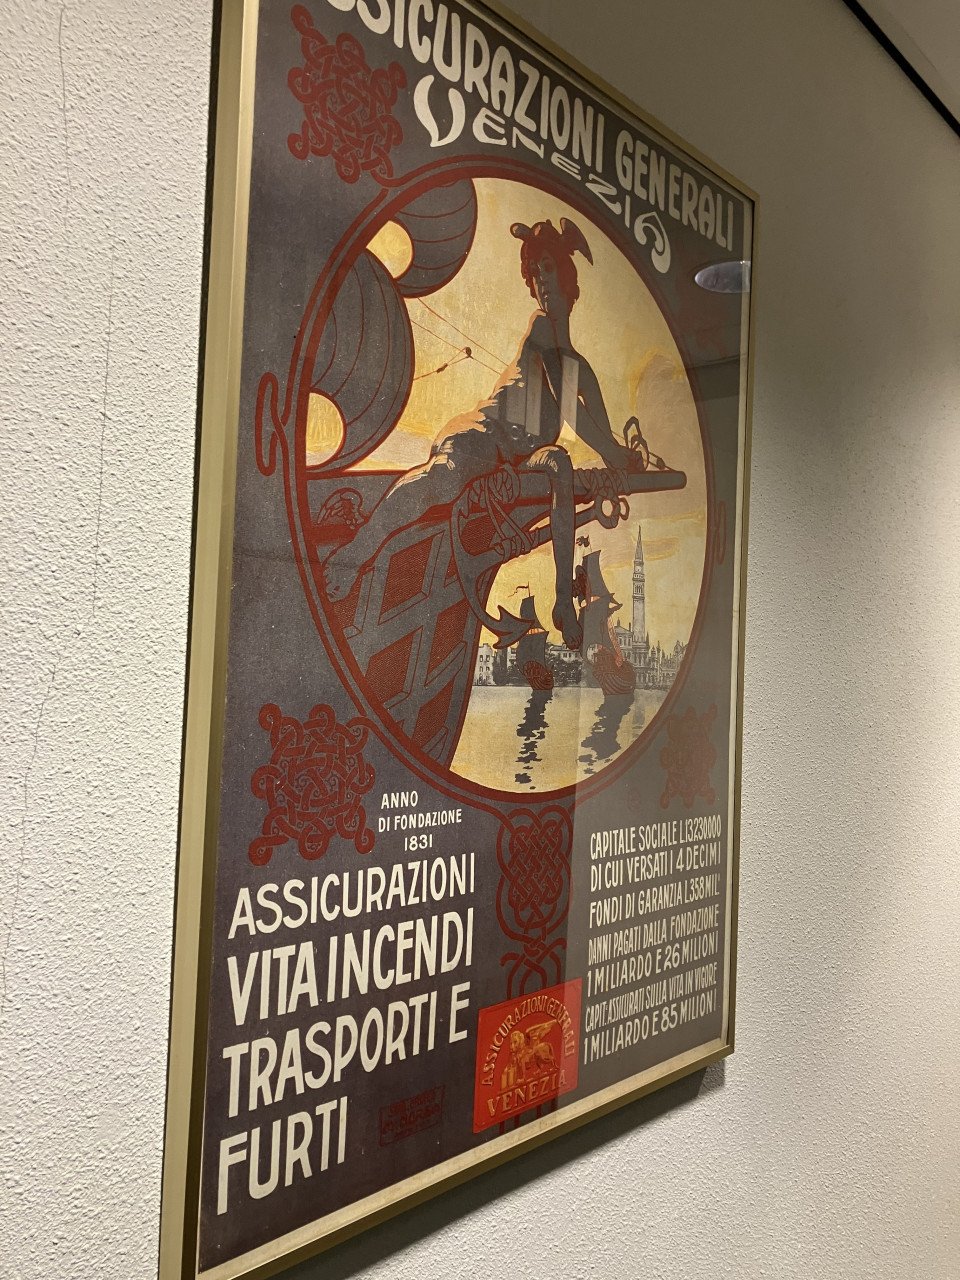 ASSICURAZIONI GENERALI
VENEZIA
ANNO
DI FONDAZIONE
1831
ASSICURAZIONI
VITA INCENDI
TRASPORTI E
FURTI
CAPITALE SOCIALE L.13230000
DI CUI VERSATI I 4 DECIMI
FONDI DI GARANZIA L.358 MIL.
DANNI PAGATI DALLA FONDAZIONE
1 MILIARDO E 26 MILIONI
CAPIT: ASSICURATI SULLA VITA IN VIGORE
1 MILIARDO E 85 MILIONI
ASSICURAZIONI GENERALI
VENEZIA